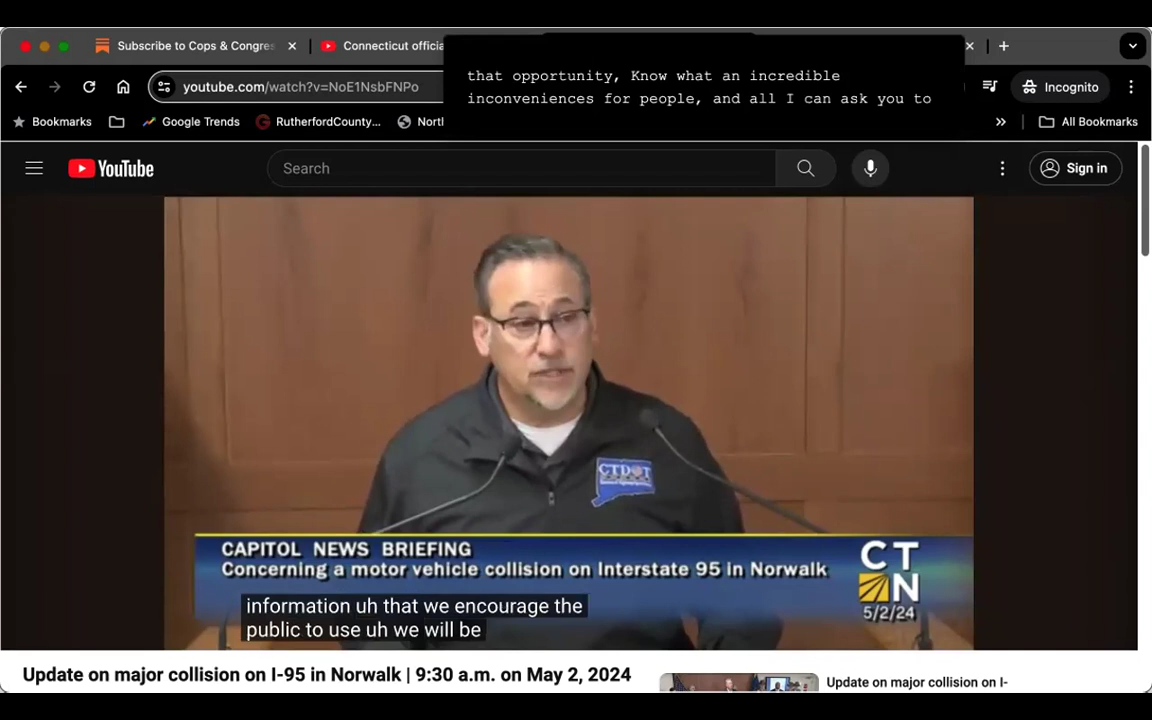 Subscribe to Cops & Congres
Connecticut officia
that opportunity, Know what an incredible
inconveniences for people, and all I can ask you to
youtube.com/watch?v=NoE1NsbFNPo
Incognito
Bookmarks
Google Trends
RutherfordCounty...
North
All Bookmarks
YouTube
Search
Sign in
CTDOT
CAPITOL NEWS BRIEFING
Concerning a motor vehicle collision on Interstate 95 in Norwalk
CTN
5/2/24
information uh that we encourage the
public to use uh we will be
Update on major collision on I-95 in Norwalk | 9:30 a.m. on May 2, 2024
Update on major collision on I-